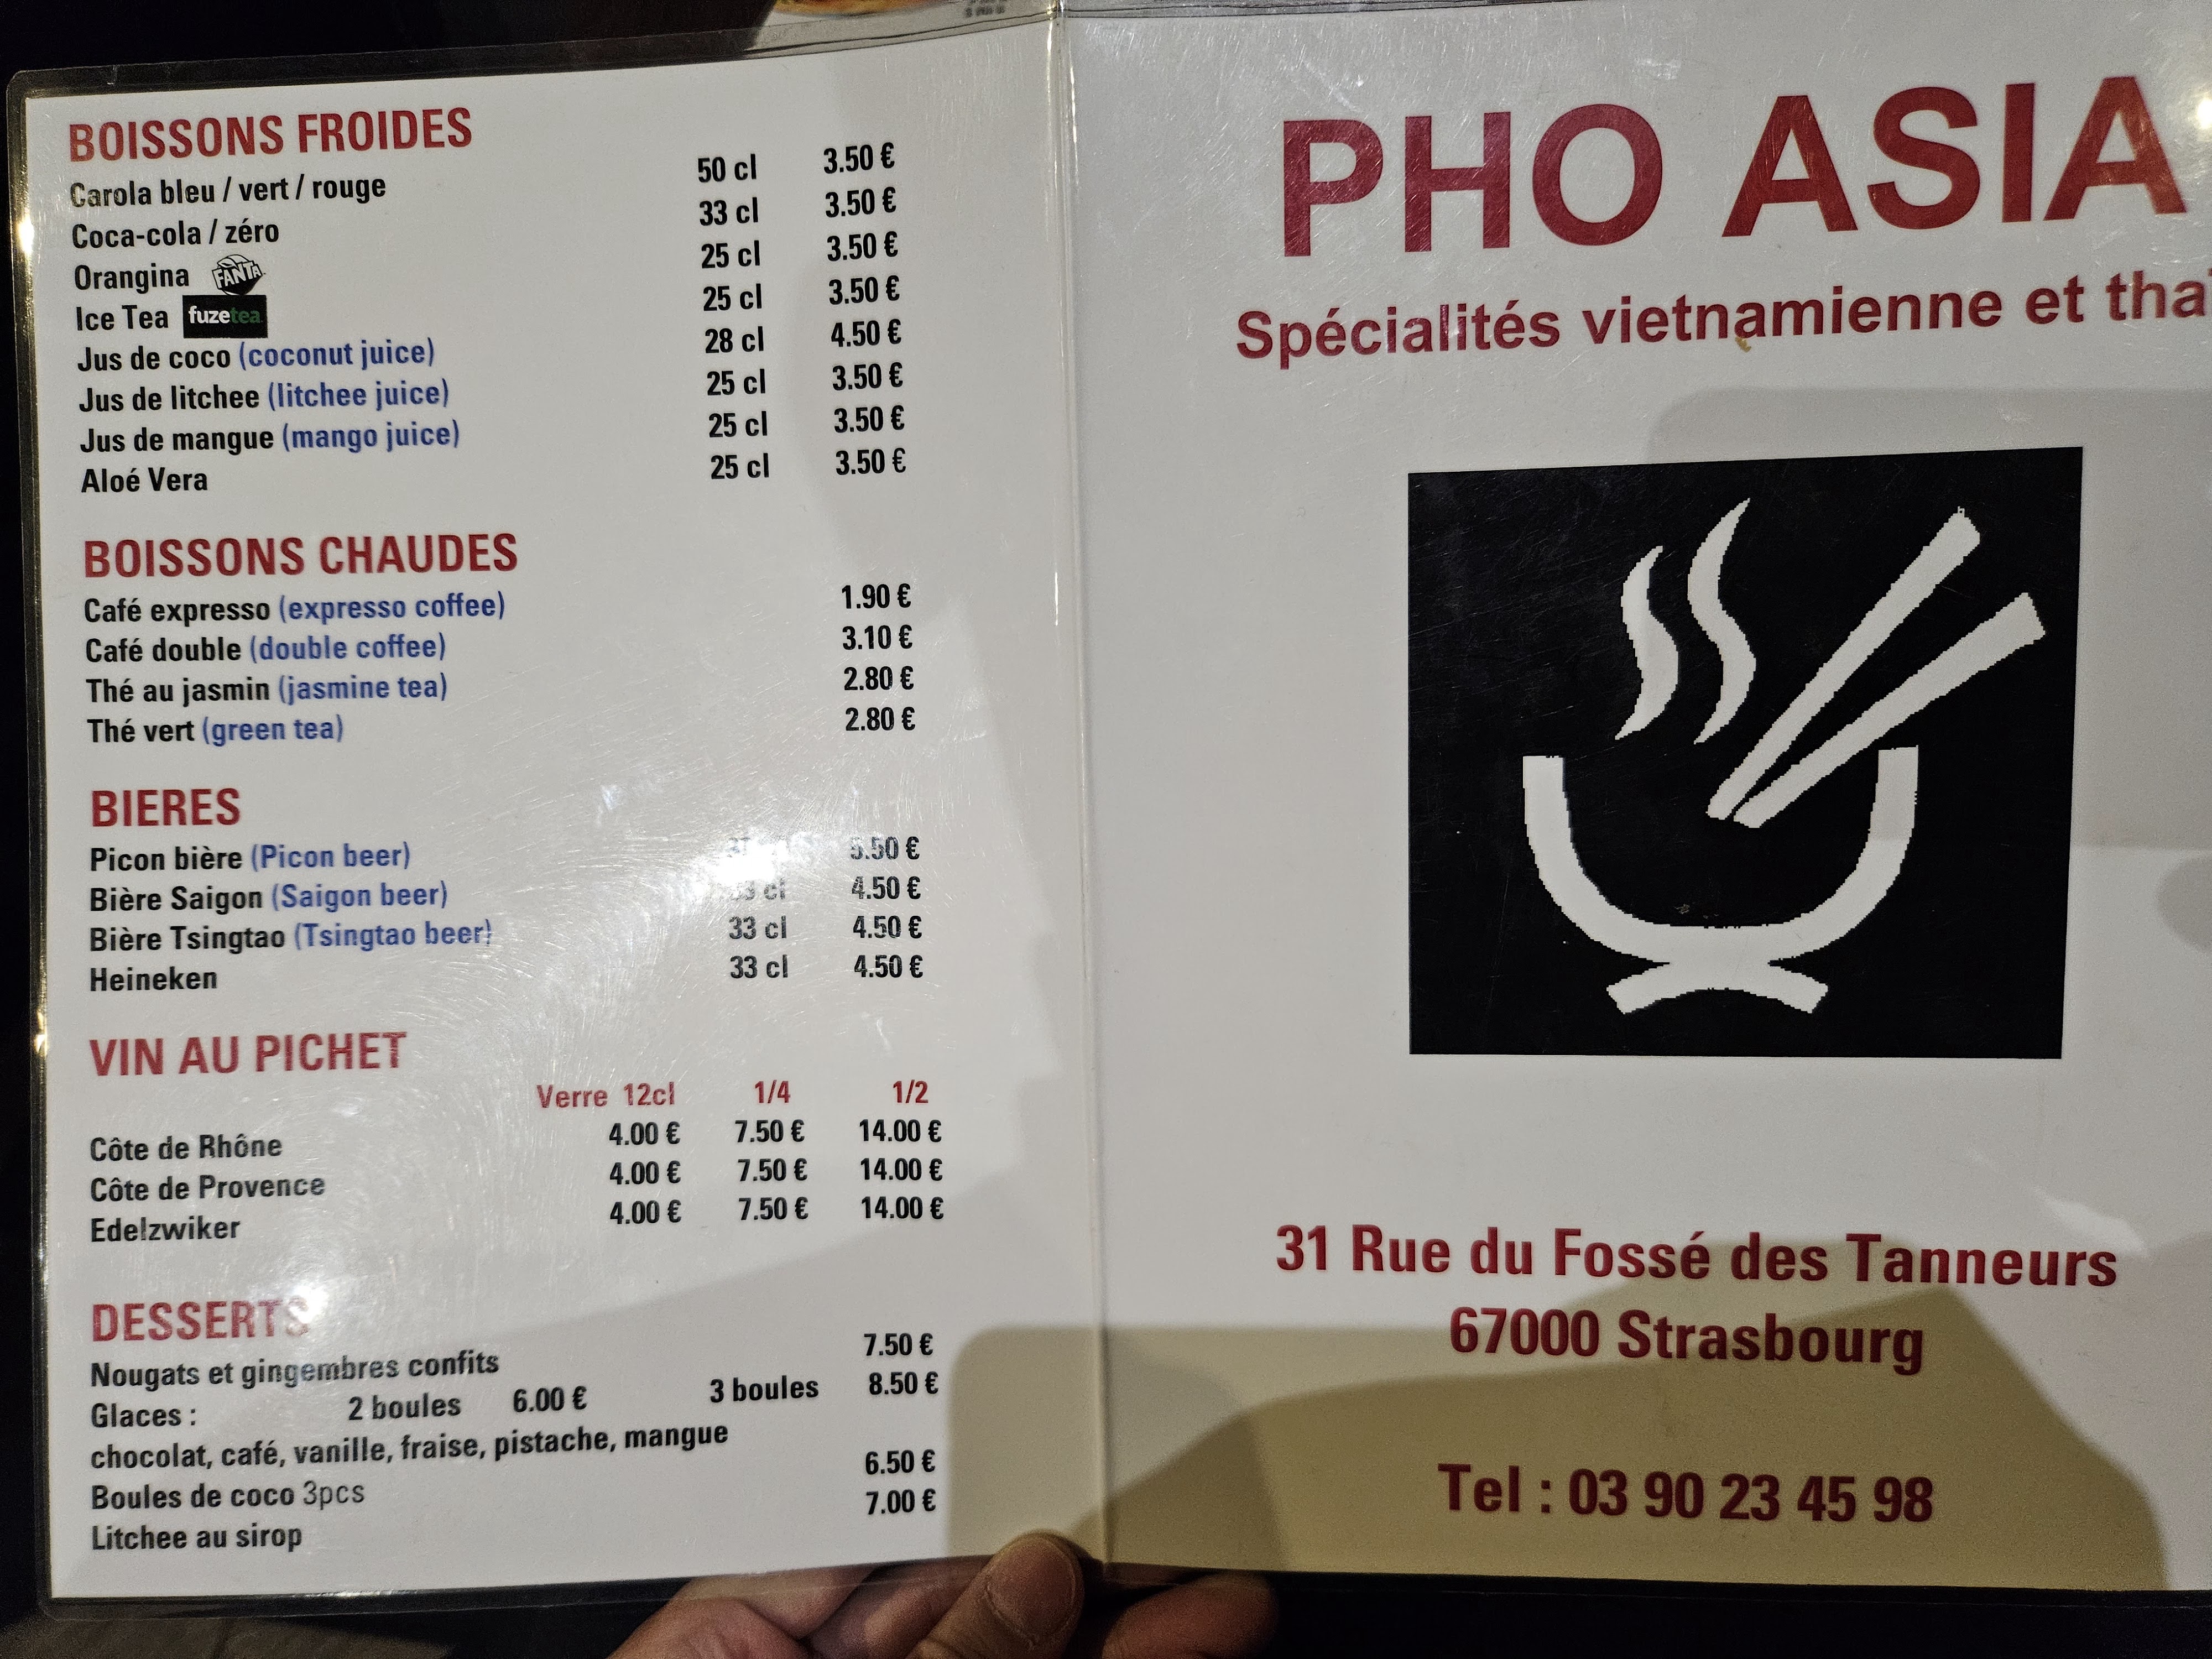 BOISSONS FROIDES
Carola bleu / vert / rouge 50 cl 3.50 €
Coca-cola / zéro 33 cl 3.50 €
Orangina FANTA 25 cl 3.50 €
Ice Tea fuzetea 25 cl 3.50 €
Jus de coco (coconut juice) 28 cl 4.50 €
Jus de litchee (litchee juice) 25 cl 3.50 €
Jus de mangue (mango juice) 25 cl 3.50 €
Aloé Vera 25 cl 3.50 €
BOISSONS CHAUDES
Café expresso (expresso coffee) 1.90 €
Café double (double coffee) 3.10 €
Thé au jasmin (jasmine tea) 2.80 €
Thé vert (green tea) 2.80 €
BIERES
Picon bière (Picon beer) 5.50 €
Bière Saigon (Saigon beer) 33 cl 4.50 €
Bière Tsingtao (Tsingtao beer) 33 cl 4.50 €
Heineken 33 cl 4.50 €
VIN AU PICHET
Verre 12cl 1/4 1/2
Côte de Rhône 4.00 € 7.50 € 14.00 €
Côte de Provence 4.00 € 7.50 € 14.00 €
Edelzwiker 4.00 € 7.50 € 14.00 €
DESSERTS
Nougats et gingembres confits 7.50 €
Glaces : 2 boules 6.00 € 3 boules 8.50 €
chocolat, café, vanille, fraise, pistache, mangue
Boules de coco 3pcs 6.50 €
Litchee au sirop 7.00 €
PHO ASIA
Spécialités vietnamienne et thaï
31 Rue du Fossé des Tanneurs
67000 Strasbourg
Tel : 03 90 23 45 98